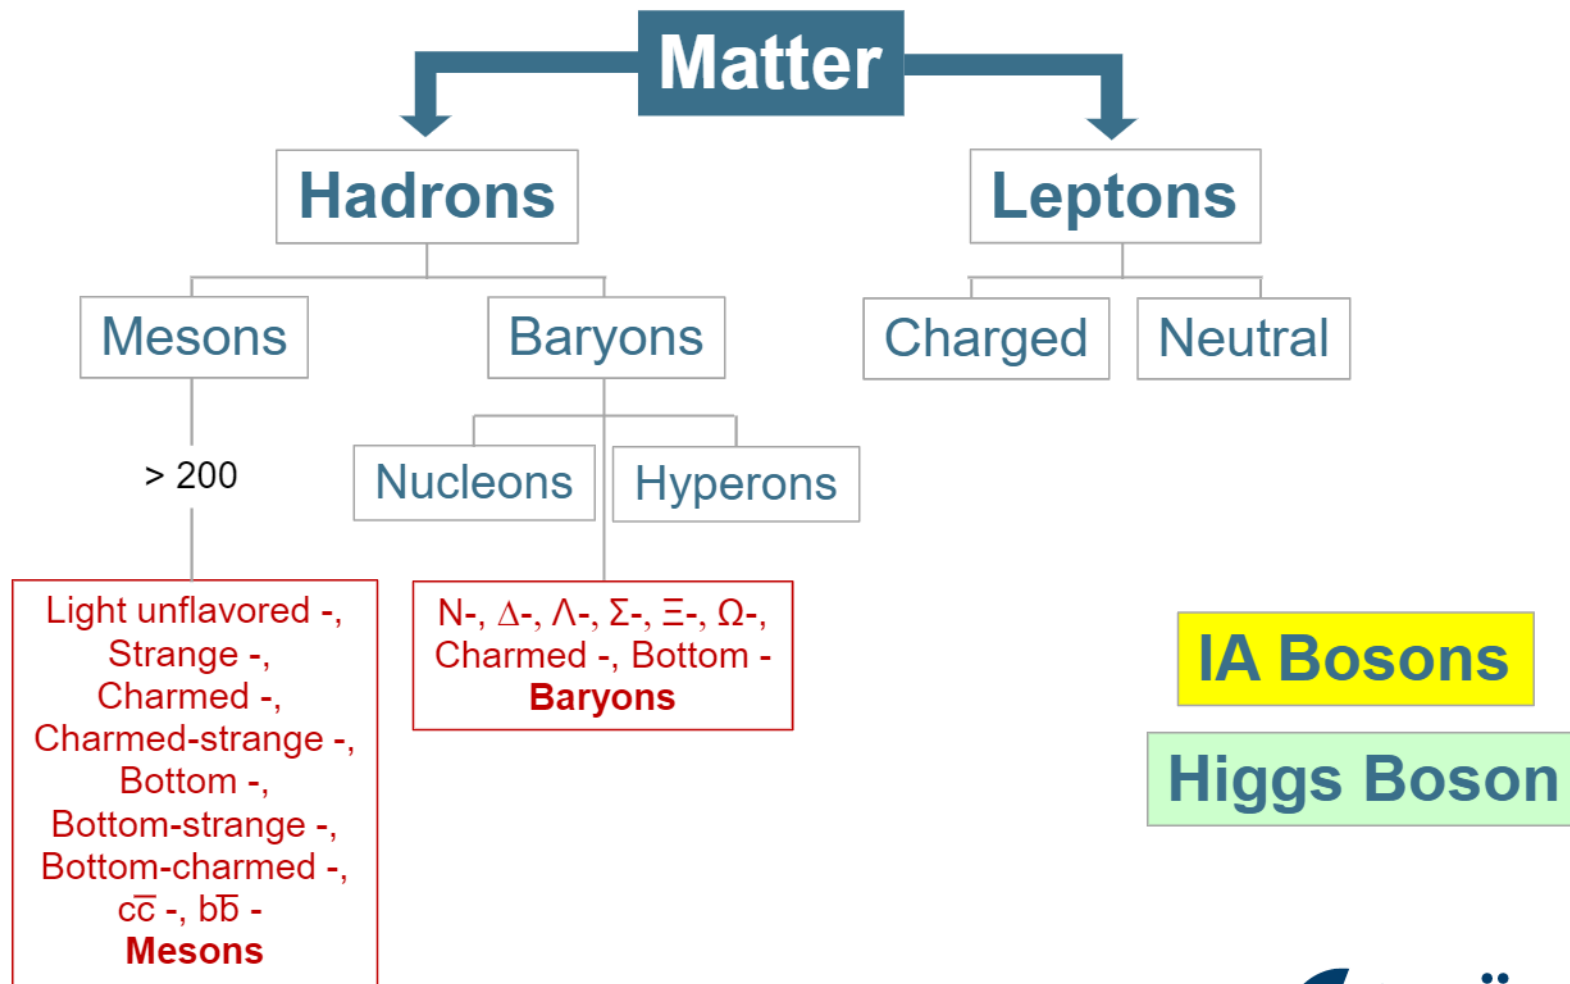 Matter
Hadrons
Leptons
Mesons
Baryons
Charged
Neutral
> 200
Nucleons
Hyperons
Light unflavored -,
Strange -,
Charmed -,
Charmed-strange -,
Bottom -,
Bottom-strange -,
Bottom-charmed -,
cc̅ -, bb̅ -
Mesons
N-, Δ-, Λ-, Σ-, Ξ-, Ω-,
Charmed -, Bottom -
Baryons
IA Bosons
Higgs Boson